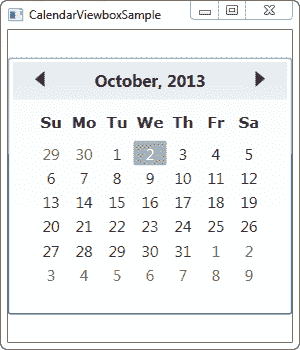 CalendarViewboxSample
October, 2013
Su Mo Tu We Th Fr Sa
29 30 1 2 3 4 5
6 7 8 9 10 11 12
13 14 15 16 17 18 19
20 21 22 23 24 25 26
27 28 29 30 31 1 2
3 4 5 6 7 8 9